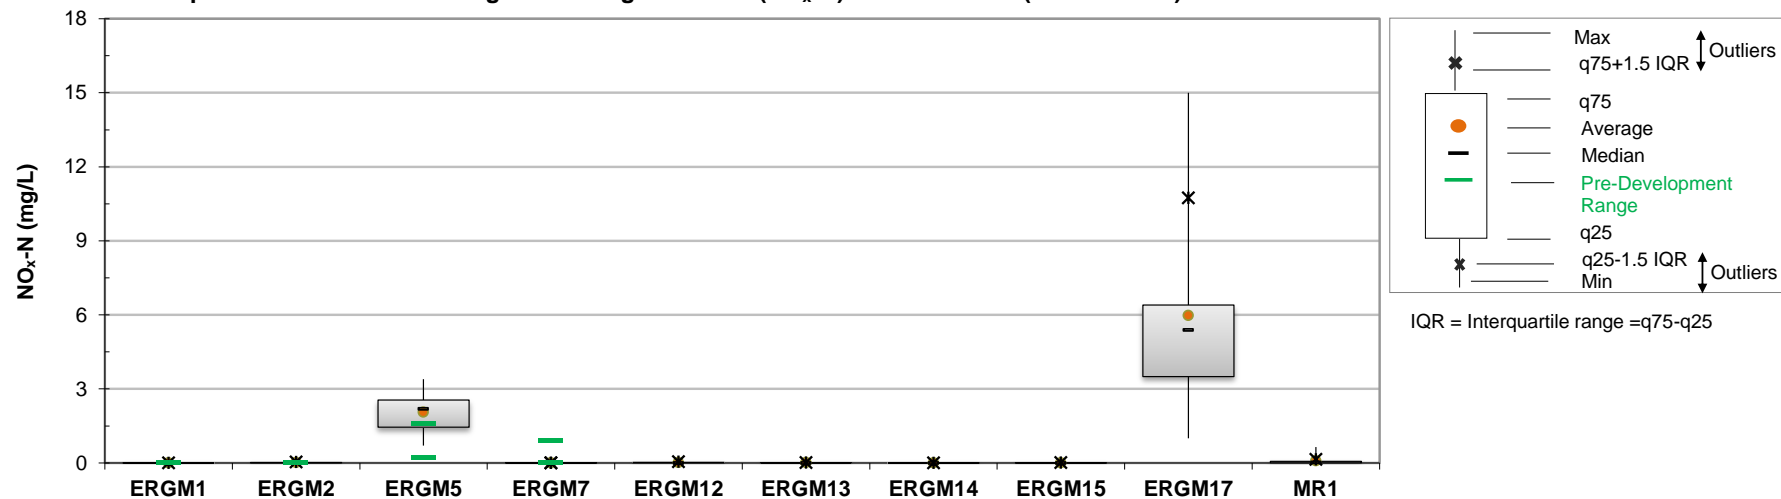 18
15
12
9
6
3
0
NOₓ-N (mg/L)
ERGM1 ERGM2 ERGM5 ERGM7 ERGM12 ERGM13 ERGM14 ERGM15 ERGM17 MR1
Max
q75+1.5 IQR
Outliers
q75
Average
Median
Pre-Development
Range
q25
q25-1.5 IQR
Min
Outliers
IQR = Interquartile range =q75-q25